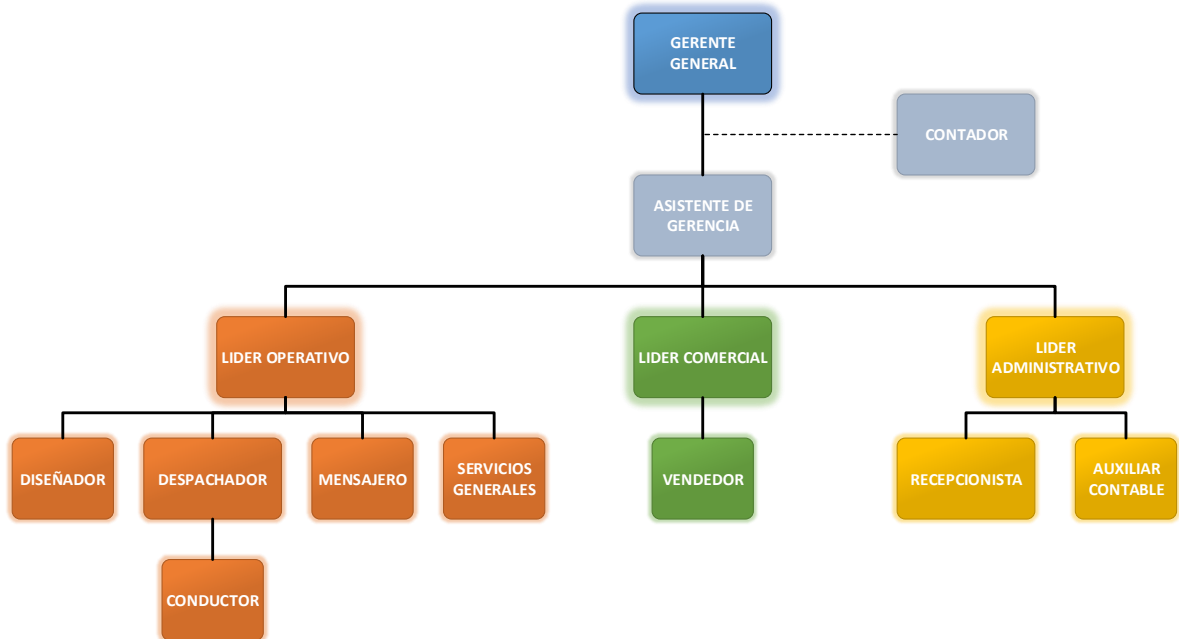 GERENTE
GENERAL
CONTADOR
ASISTENTE DE
GERENCIA
LIDER OPERATIVO
LIDER COMERCIAL
LIDER
ADMINISTRATIVO
DISEÑADOR
DESPACHADOR
MENSAJERO
SERVICIOS
GENERALES
VENDEDOR
RECEPCIONISTA
AUXILIAR
CONTABLE
CONDUCTOR